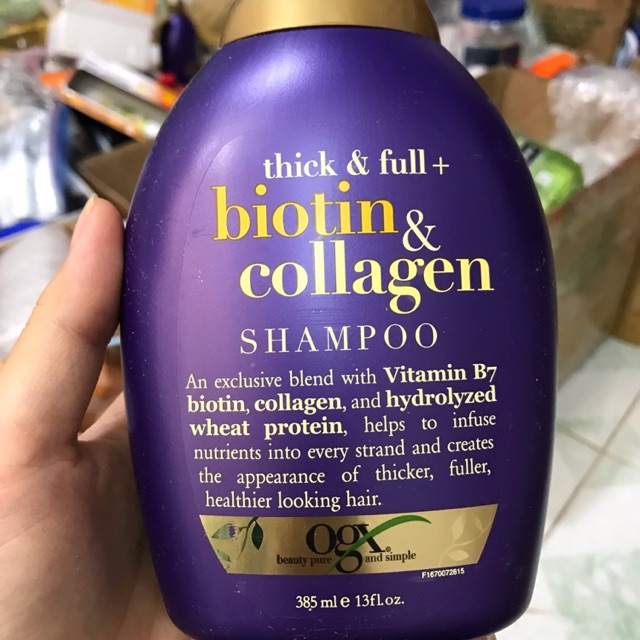 thick & full +
biotin &
collagen
SHAMPOO
An exclusive blend with Vitamin B7
biotin, collagen, and hydrolyzed
wheat protein, helps to infuse
nutrients into every strand and creates
the appearance of thicker, fuller,
healthier looking hair.
ogx®
beauty pure and simple
F1670072815
385 ml e 13fl.oz.